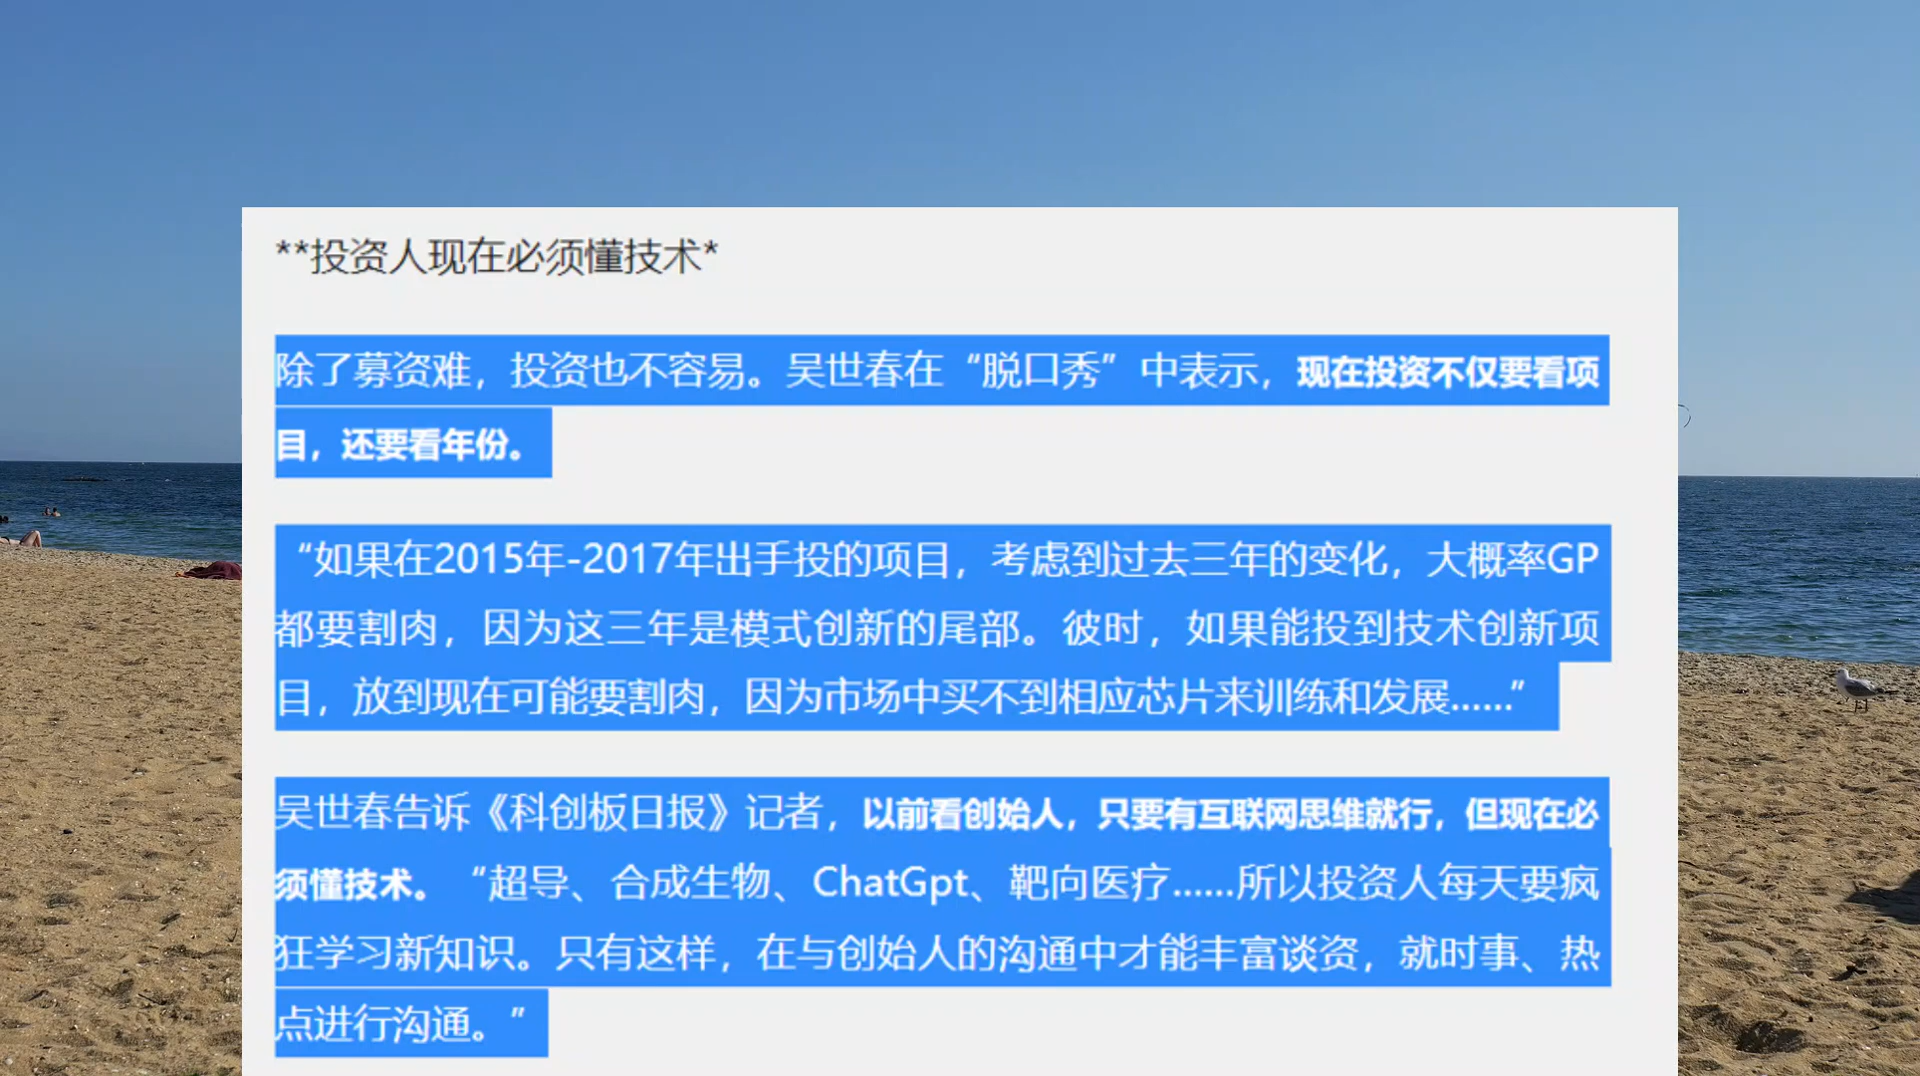 **投资人现在必须懂技术*
除了募资难，投资也不容易。吴世春在“脱口秀”中表示，现在投资不仅要看项
目，还要看年份。
“如果在2015年-2017年出手投的项目，考虑到过去三年的变化，大概率GP
都要割肉，因为这三年是模式创新的尾部。彼时，如果能投到技术创新项
目，放到现在可能要割肉，因为市场中买不到相应芯片来训练和发展……”
吴世春告诉《科创板日报》记者，以前看创始人，只要有互联网思维就行，但现在必
须懂技术。“超导、合成生物、ChatGpt、靶向医疗……所以投资人每天要疯
狂学习新知识。只有这样，在与创始人的沟通中才能丰富谈资，就时事、热
点进行沟通。”